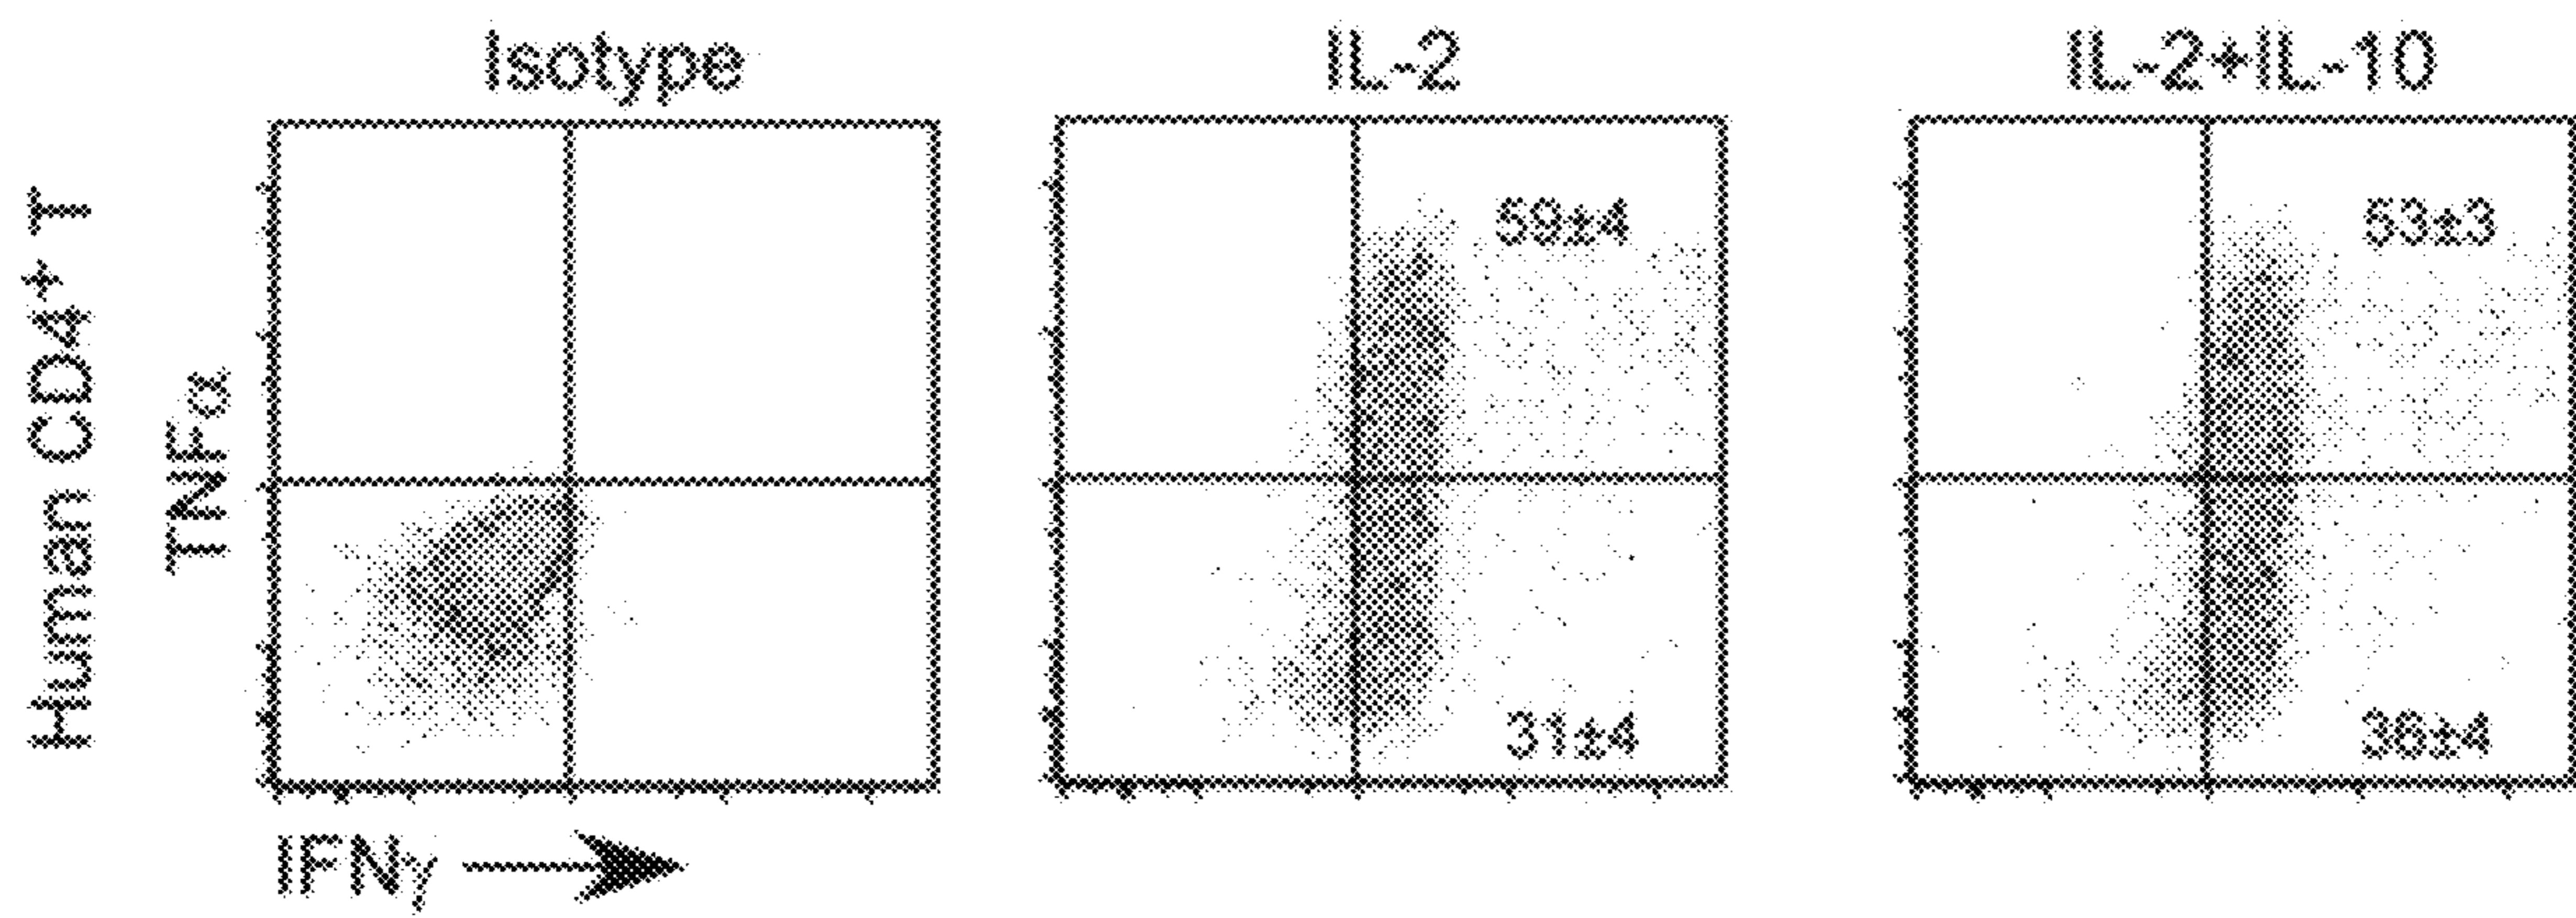 Isotype
IL-2
IL-2+IL-10
Human CD4+ T
TNFα
59±4
53±3
31±4
36±4
IFNγ